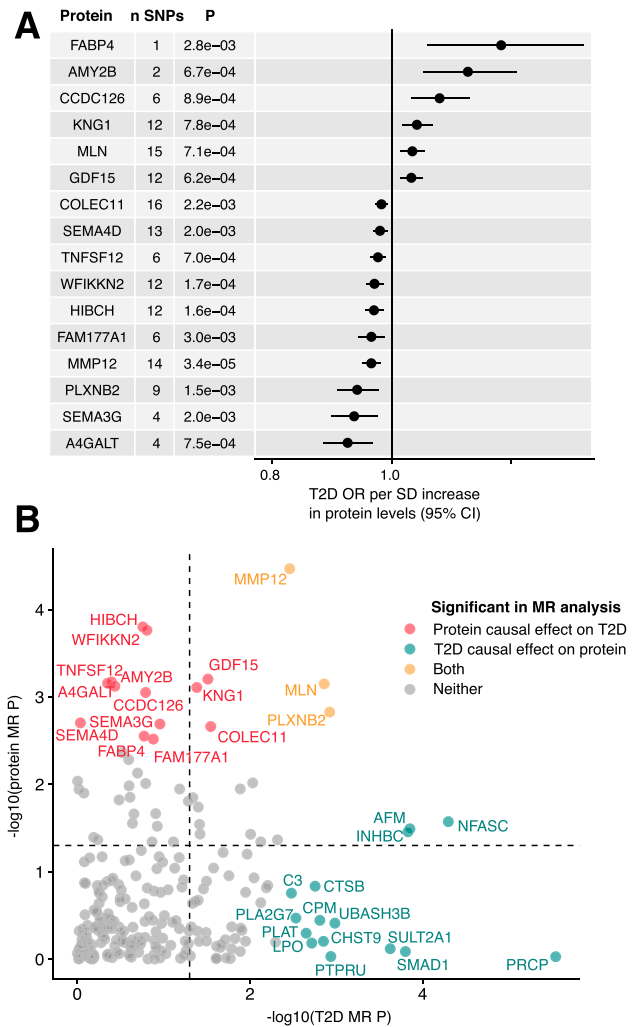 A
Protein n SNPs P
FABP4 1 2.8e−03
AMY2B 2 6.7e−04
CCDC126 6 8.9e−04
KNG1 12 7.8e−04
MLN 15 7.1e−04
GDF15 12 6.2e−04
COLEC11 16 2.2e−03
SEMA4D 13 2.0e−03
TNFSF12 6 7.0e−04
WFIKKN2 12 1.7e−04
HIBCH 12 1.6e−04
FAM177A1 6 3.0e−03
MMP12 14 3.4e−05
PLXNB2 9 1.5e−03
SEMA3G 4 2.0e−03
A4GALT 4 7.5e−04
0.8 1.0
T2D OR per SD increase
in protein levels (95% CI)
B
MMP12
Significant in MR analysis
Protein causal effect on T2D
T2D causal effect on protein
Both
Neither
HIBCH
WFIKKN2
TNFSF12
AMY2B
GDF15
A4GALT
KNG1
MLN
CCDC126
SEMA3G
PLXNB2
SEMA4D
COLEC11
FABP4
FAM177A1
AFM
NFASC
INHBC
C3
CTSB
PLA2G7
CPM
UBASH3B
PLAT
CHST9
SULT2A1
LPO
PTPRU
SMAD1
PRCP
4
3
2
1
0
-log10(protein MR P)
0 2 4
-log10(T2D MR P)